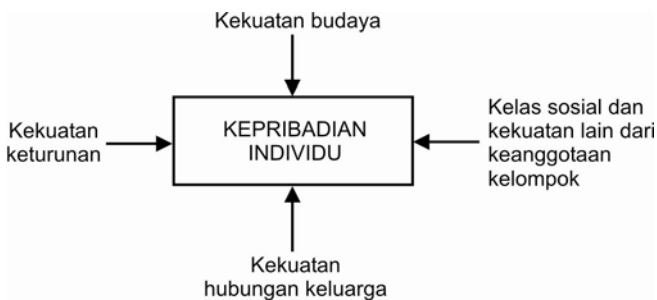 Kekuatan budaya
Kekuatan
keturunan
KEPRIBADIAN
INDIVIDU
Kelas sosial dan
kekuatan lain dari
keanggotaan
kelompok
Kekuatan
hubungan keluarga